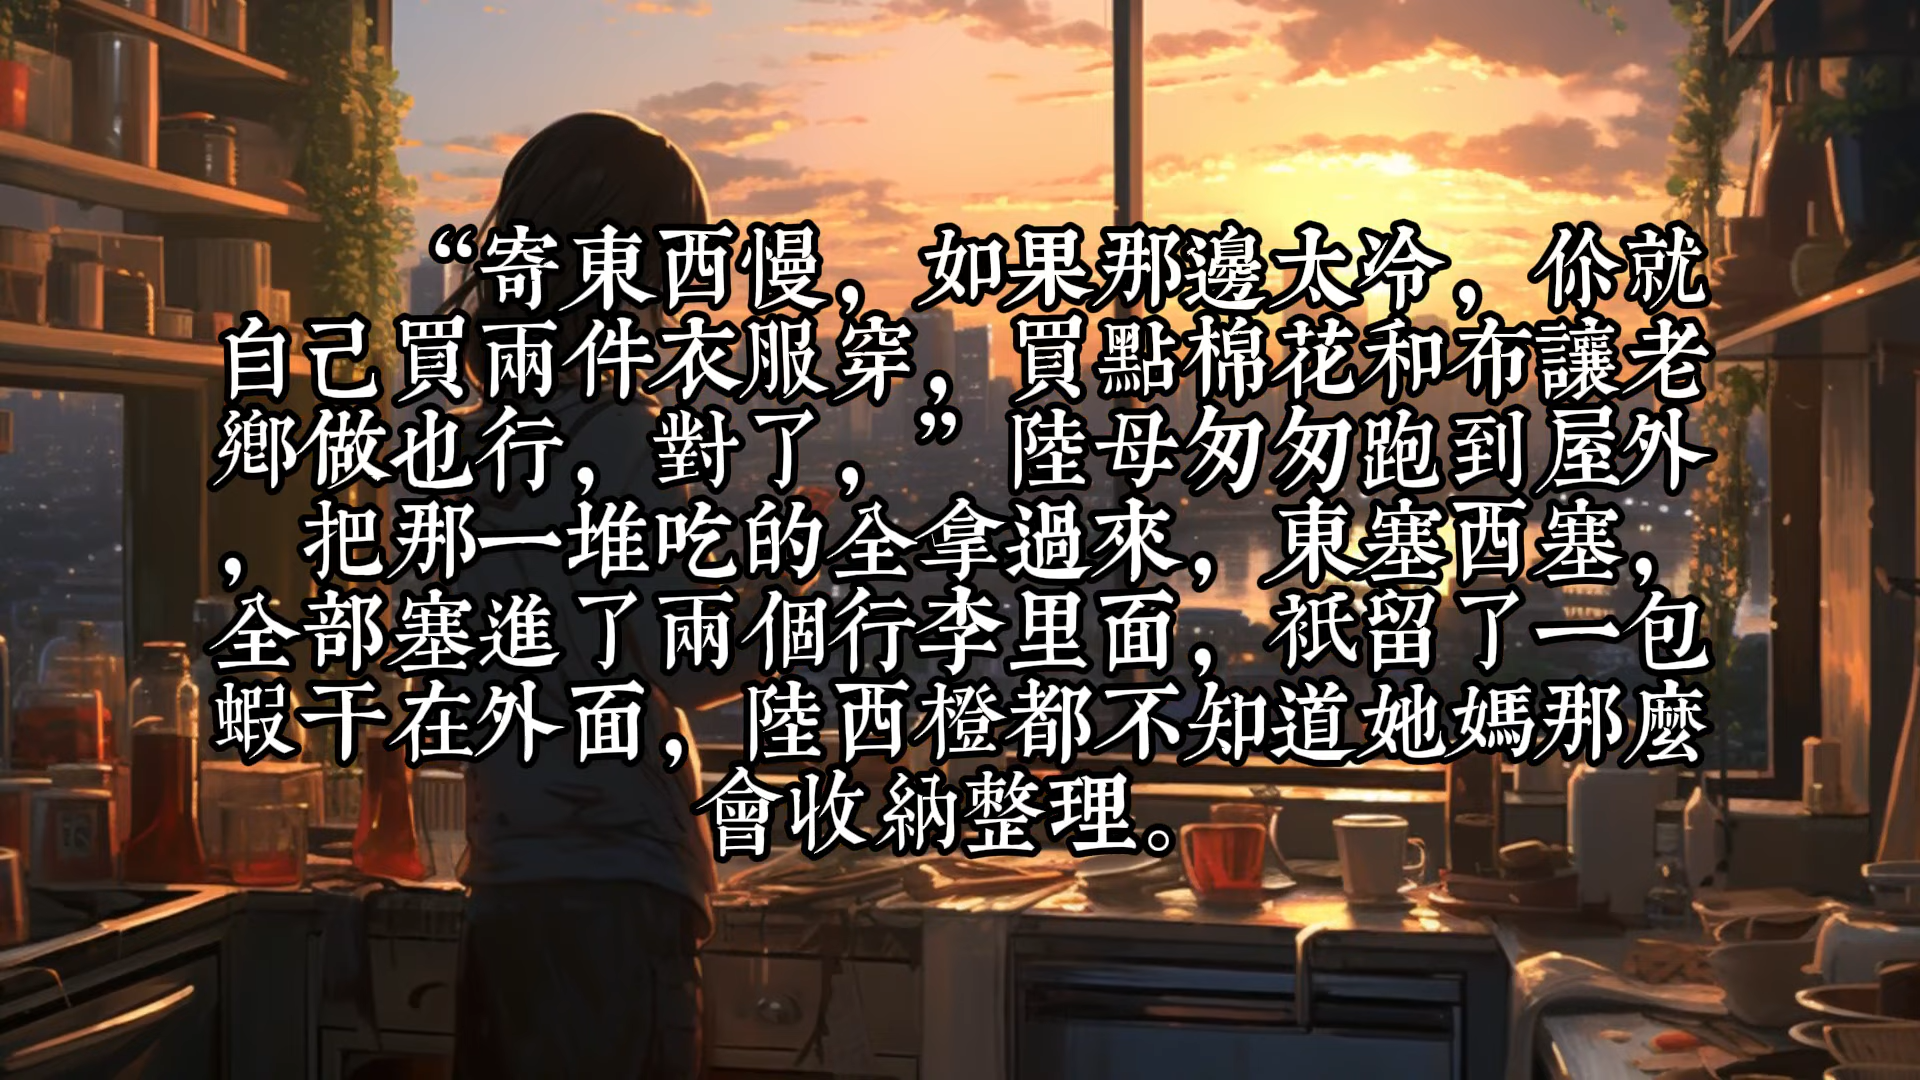 “寄東西慢，如果那邊太冷，你就
自己買兩件衣服穿，買點棉花和布讓老
鄉做也行，對了，”陸母匆匆跑到屋外
，把那一堆吃的全拿過來，東塞西塞，
全部塞進了兩個行李里面，祇留了一包
蝦干在外面，陸西橙都不知道她媽那麼
會收納整理。